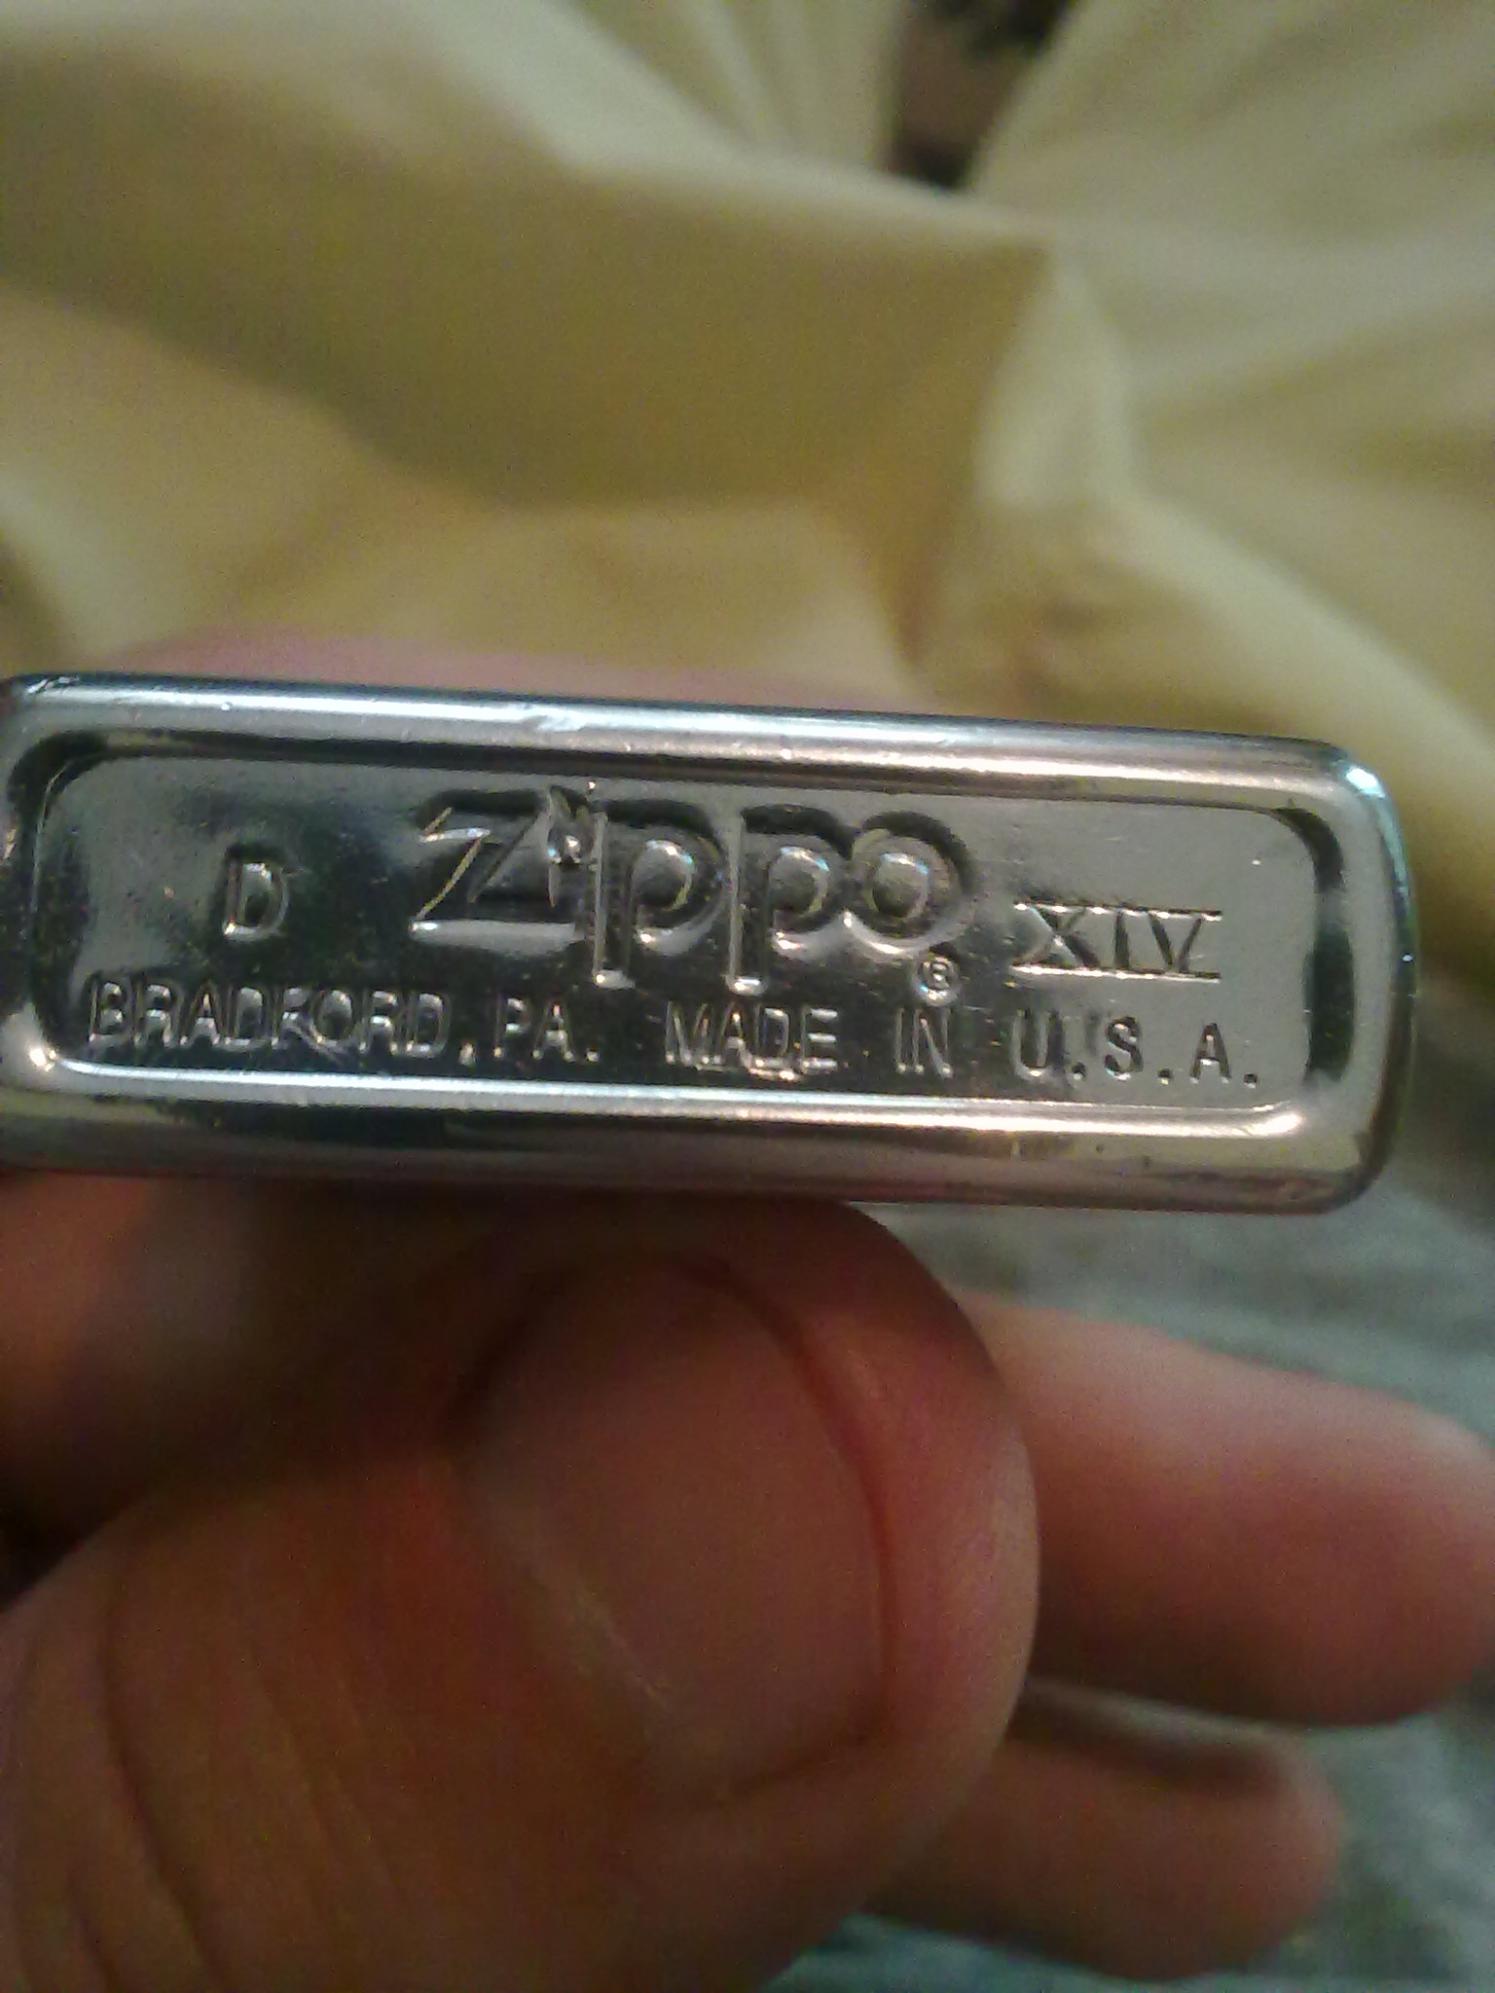 D Zippo ® XIV
BRADFORD, PA. MADE IN U.S.A.